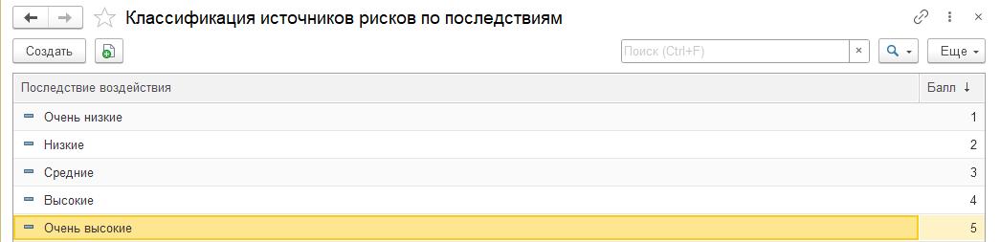 Классификация источников рисков по последствиям
Создать
Поиск (Ctrl+F)
×
Еще
Последствие воздействия Балл ↓
Очень низкие 1
Низкие 2
Средние 3
Высокие 4
Очень высокие 5